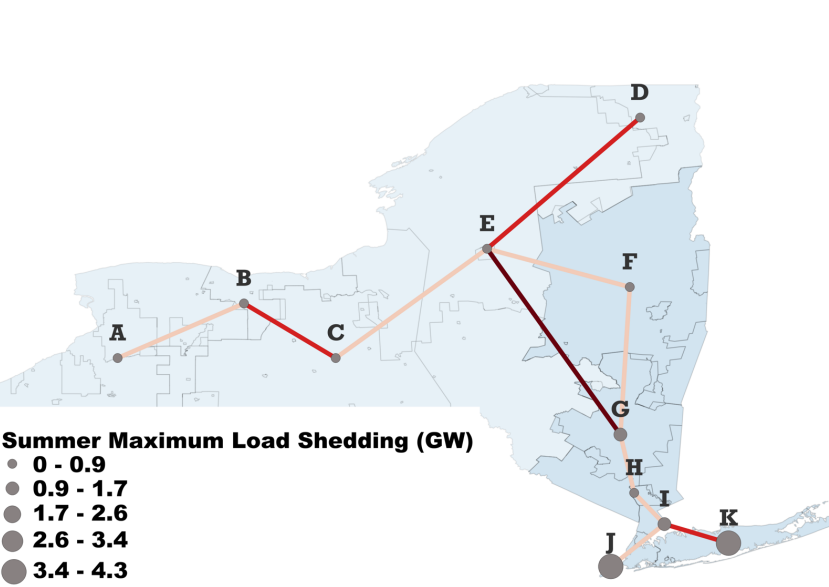 D
E
F
B
A
C
G
H
I
K
J
Summer Maximum Load Shedding (GW)
0 - 0.9
0.9 - 1.7
1.7 - 2.6
2.6 - 3.4
3.4 - 4.3